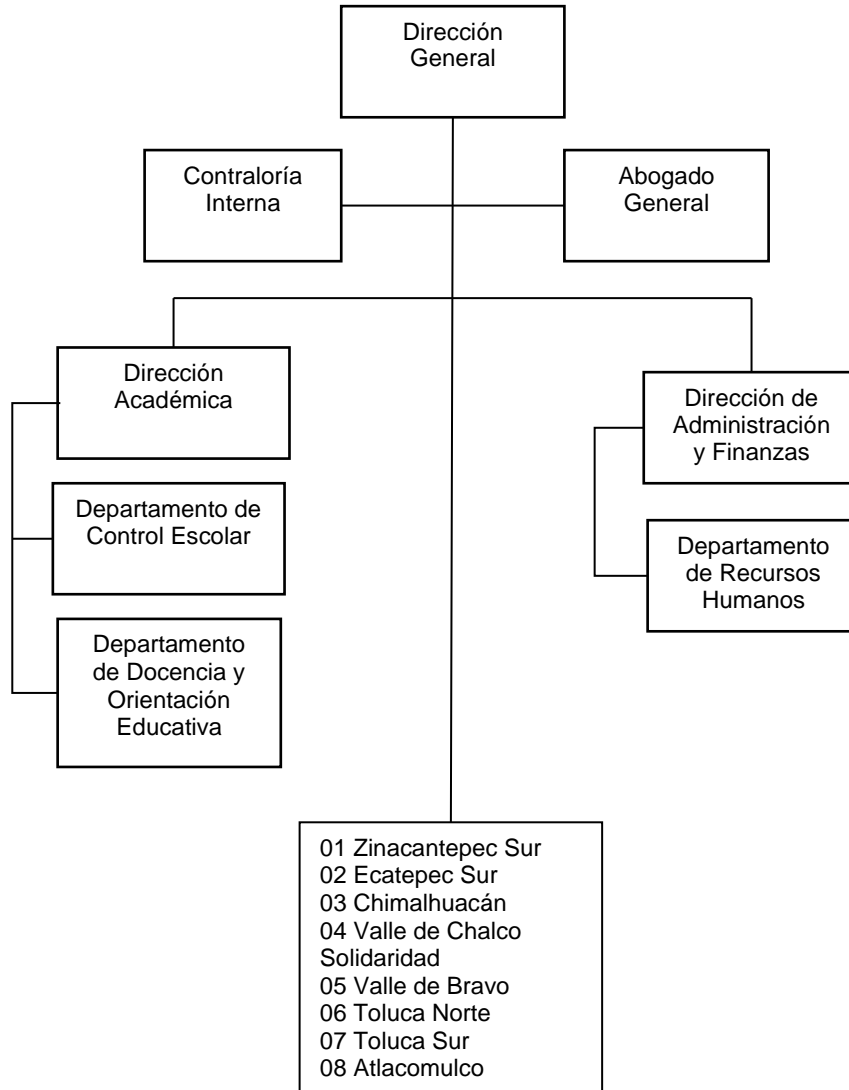 Dirección
General
Contraloría
Interna
Abogado
General
Dirección
Académica
Dirección de
Administración
y Finanzas
Departamento de
Control Escolar
Departamento
de Recursos
Humanos
Departamento
de Docencia y
Orientación
Educativa
01 Zinacantepec Sur
02 Ecatepec Sur
03 Chimalhuacán
04 Valle de Chalco
Solidaridad
05 Valle de Bravo
06 Toluca Norte
07 Toluca Sur
08 Atlacomulco